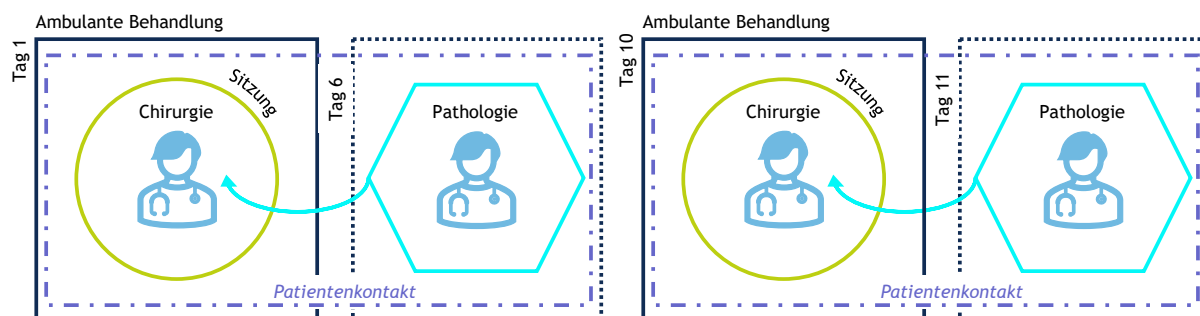 Ambulante Behandlung
Tag 1
Sitzung
Chirurgie
Tag 6
Pathologie
Patientenkontakt
Ambulante Behandlung
Tag 10
Sitzung
Chirurgie
Tag 11
Pathologie
Patientenkontakt